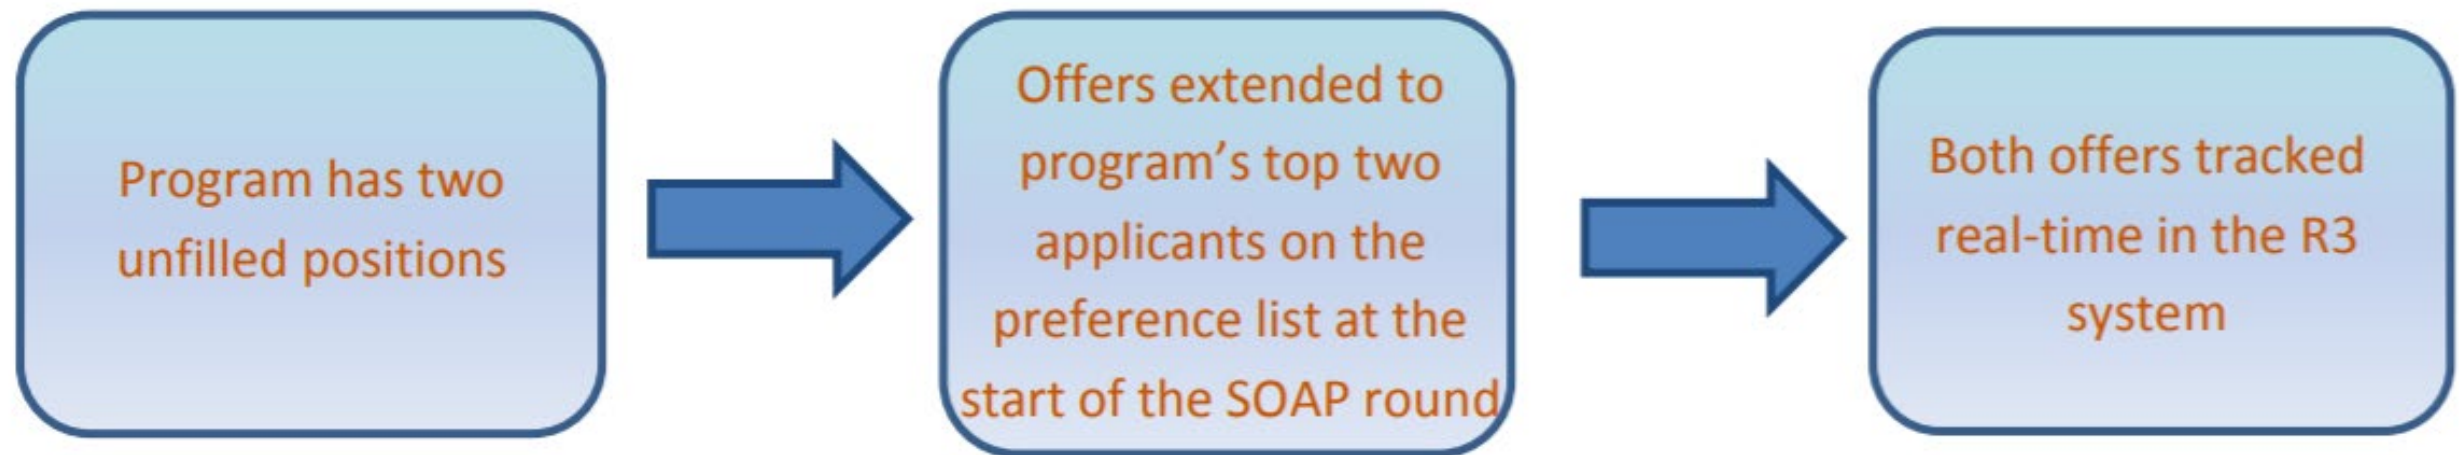 Program has two
unfilled positions
Offers extended to
program's top two
applicants on the
preference list at the
start of the SOAP round
Both offers tracked
real-time in the R3
system